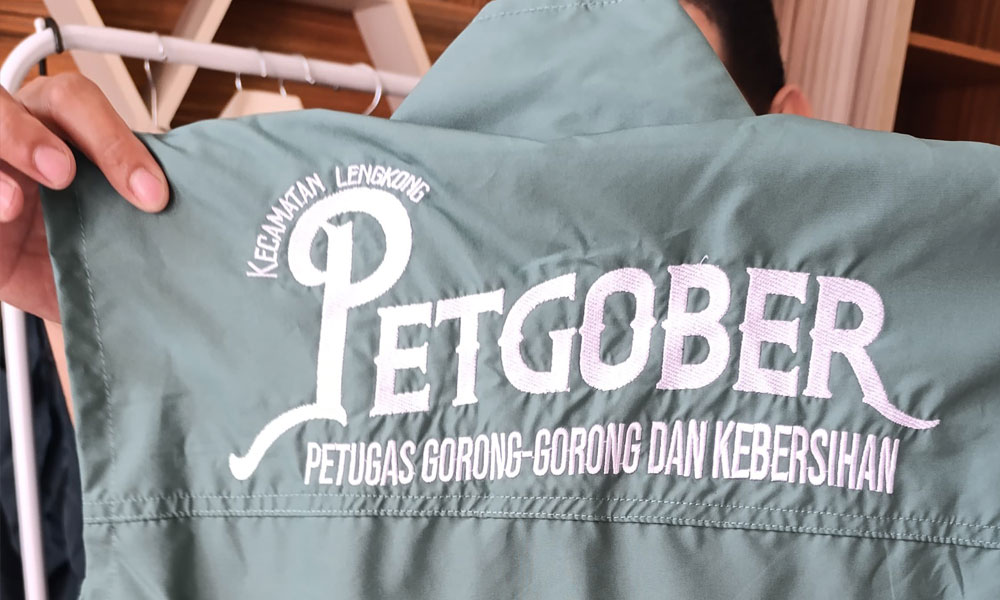 KECAMATAN LENGKONG
PETGOBER
PETUGAS GORONG-GORONG DAN KEBERSIHAN